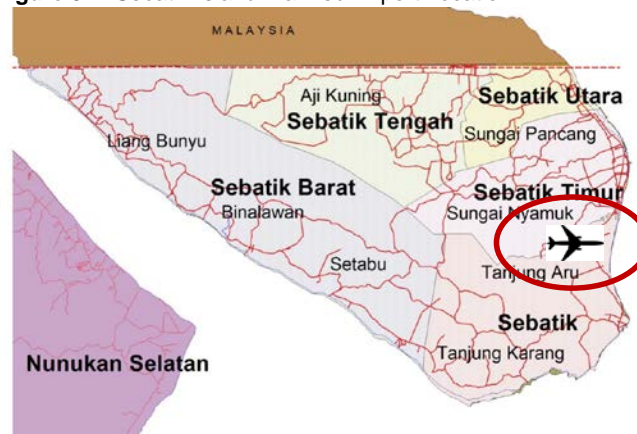 MALAYSIA
Aji Kuning
Sebatik Utara
Sebatik Tengah
Sungai Pancang
Liang Bunyu
Sebatik Barat
Sebatik Timur
Binalawan
Sungai Nyamuk
Setabu
Tanjung Aru
Sebatik
Tanjung Karang
Nunukan Selatan